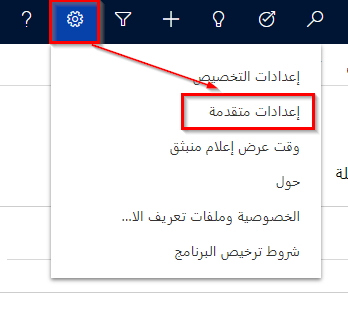 ?
إعدادات التخصيص
إعدادات متقدمة
وقت عرض إعلام منبثق
لة
حول
الخصوصية وملفات تعريف الا...
شروط ترخيص البرنامج